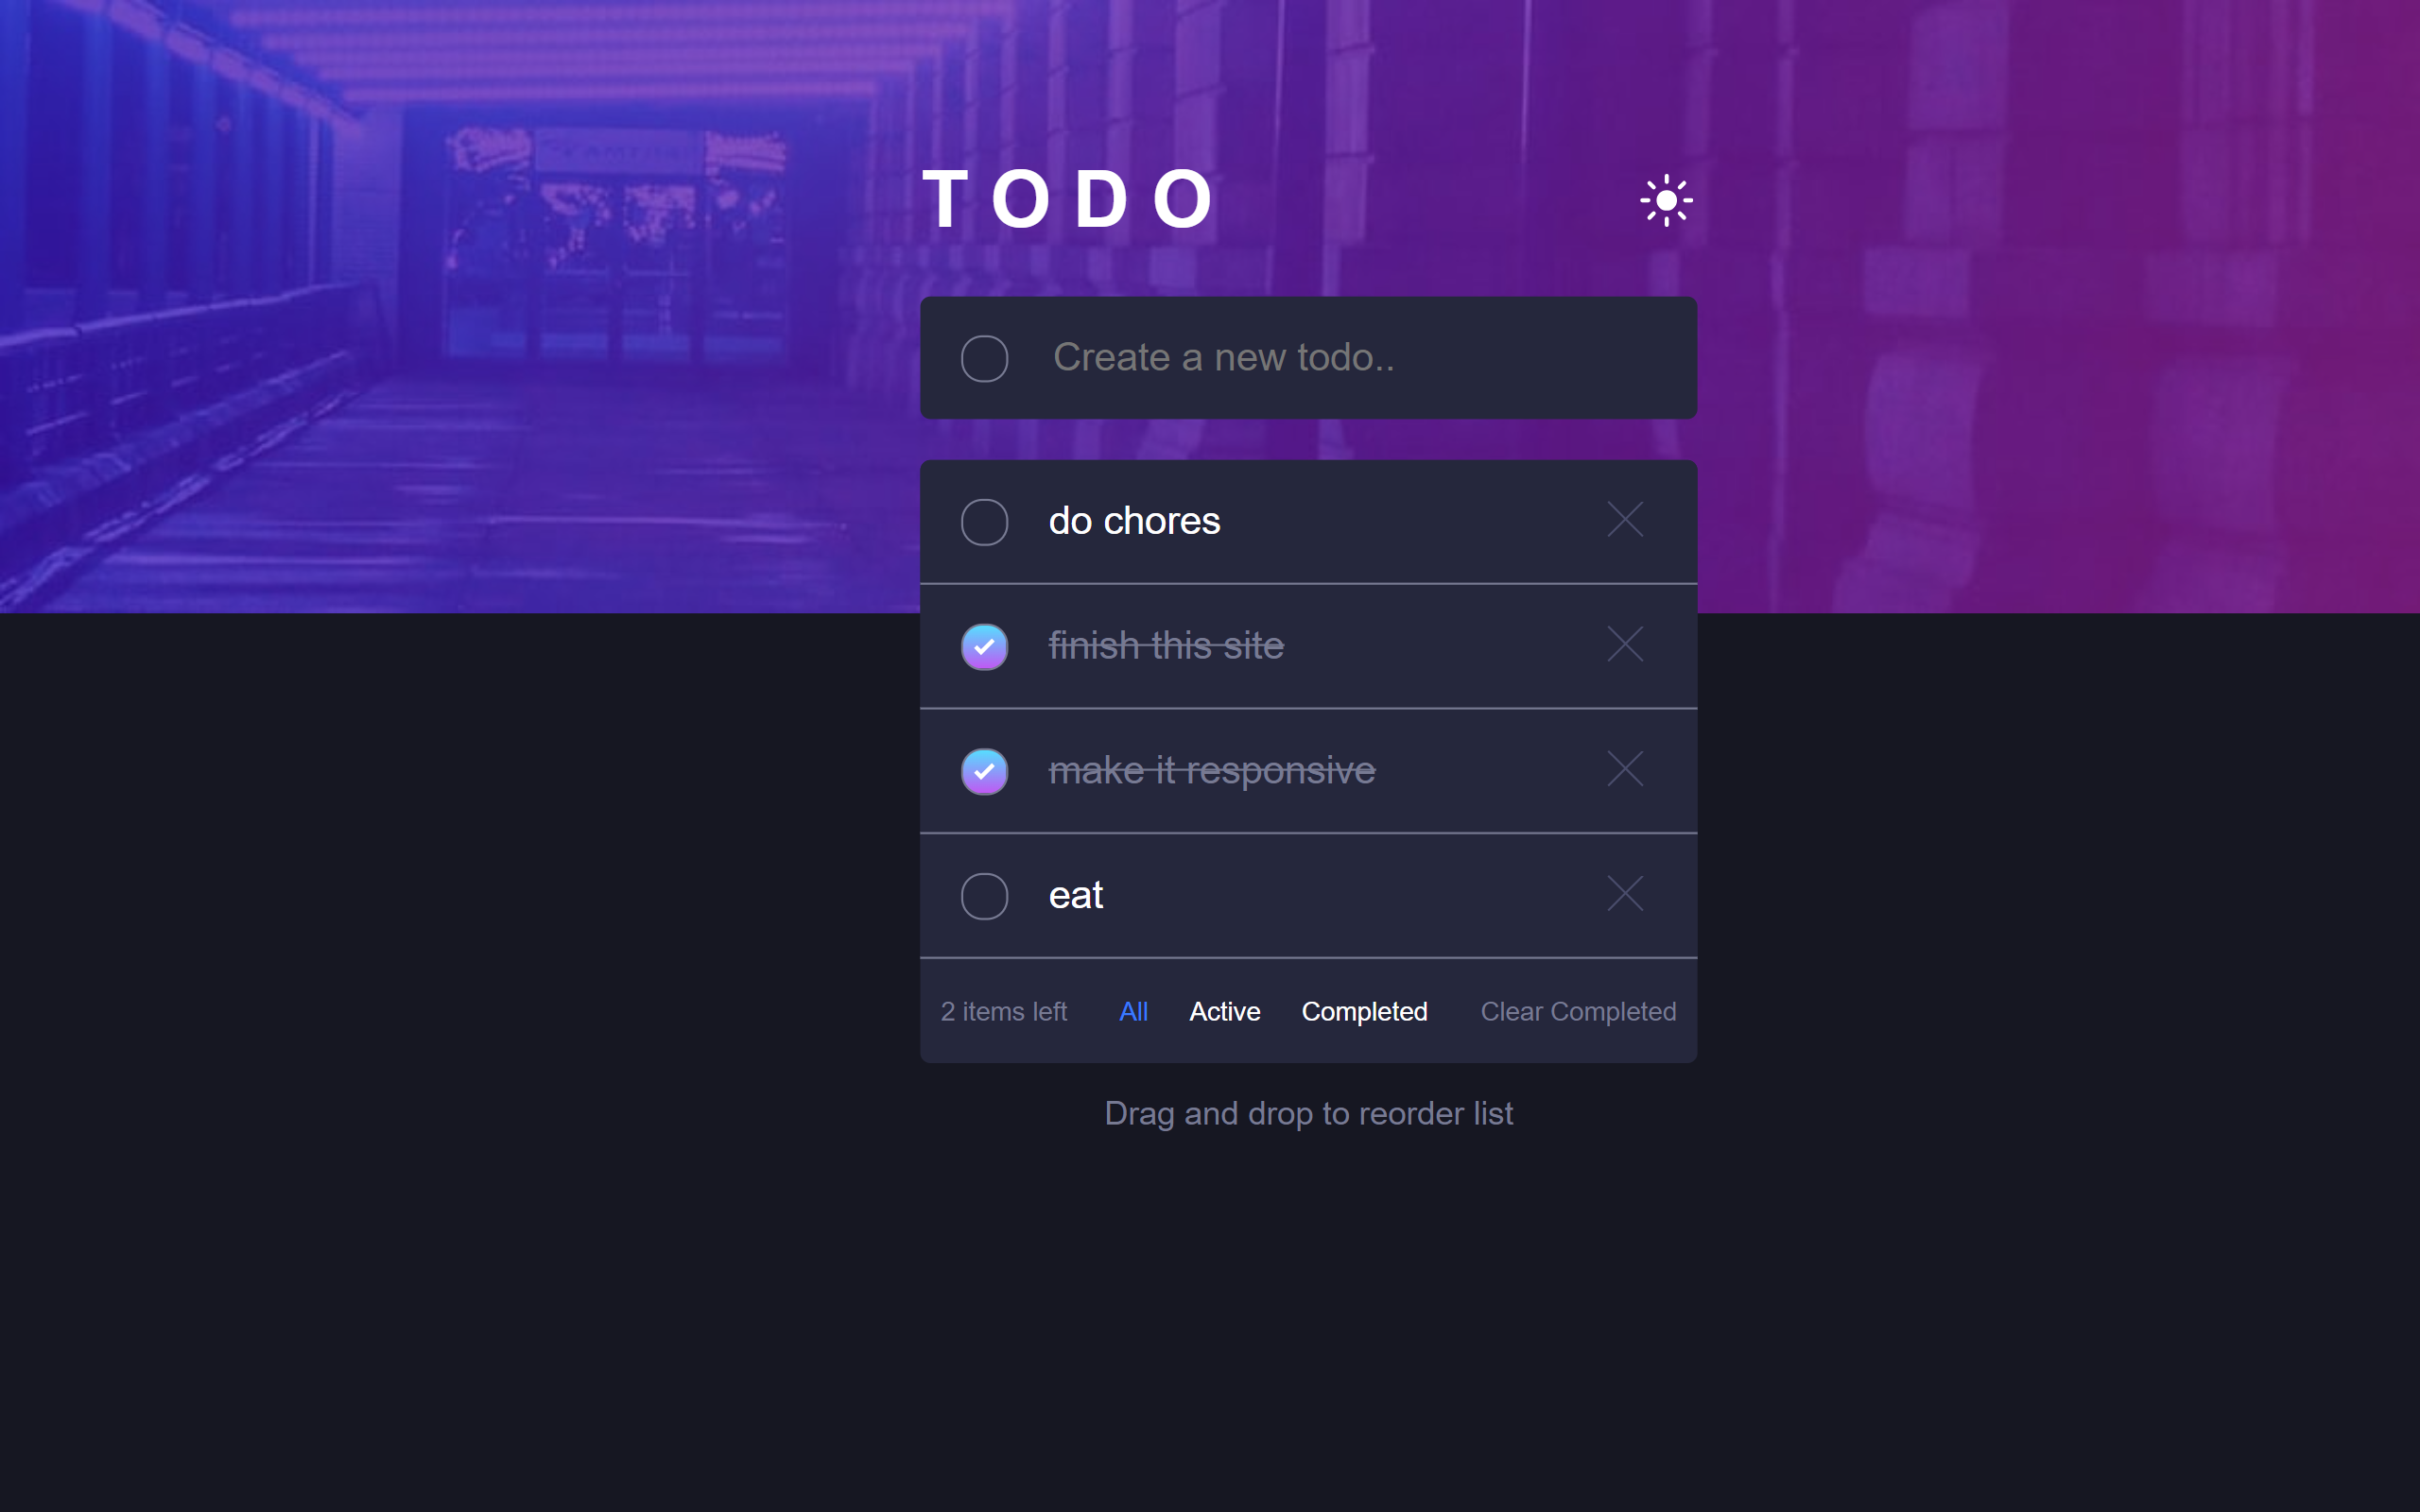 TODO
Create a new todo..
do chores
finish this site
make it responsive
eat
2 items left All Active Completed Clear Completed
Drag and drop to reorder list